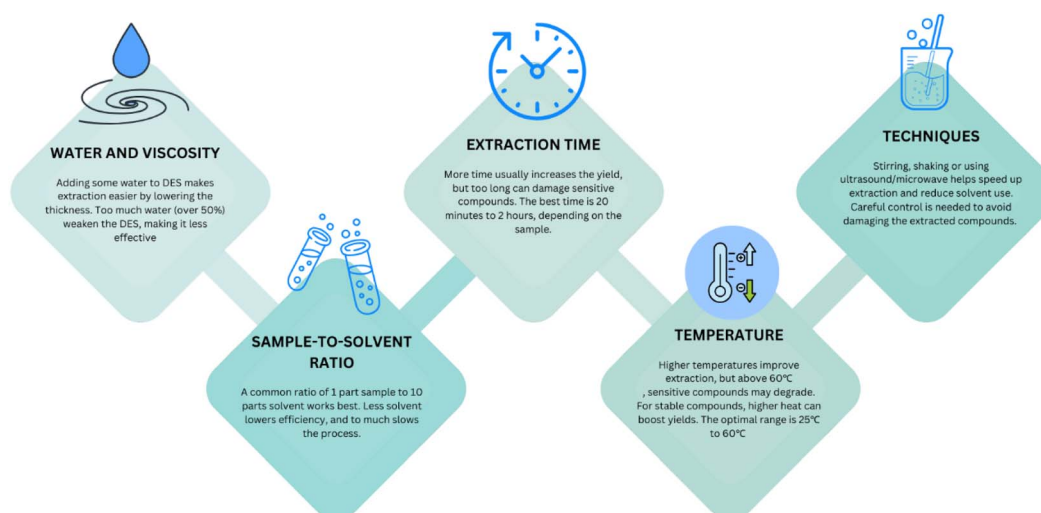 WATER AND VISCOSITY
Adding some water to DES makes
extraction easier by lowering the
thickness. Too much water (over 50%)
weaken the DES, making it less
effective
SAMPLE-TO-SOLVENT
RATIO
A common ratio of 1 part sample to 10
parts solvent works best. Less solvent
lowers efficiency, and to much slows
the process.
EXTRACTION TIME
More time usually increases the yield,
but too long can damage sensitive
compounds. The best time is 20
minutes to 2 hours, depending on the
sample.
TEMPERATURE
Higher temperatures improve
extraction, but above 60℃
, sensitive compounds may degrade.
For stable compounds, higher heat can
boost yields. The optimal range is 25℃
to 60℃
TECHNIQUES
Stirring, shaking or using
ultrasound/microwave helps speed up
extraction and reduce solvent use.
Careful control is needed to avoid
damaging the extracted compounds.